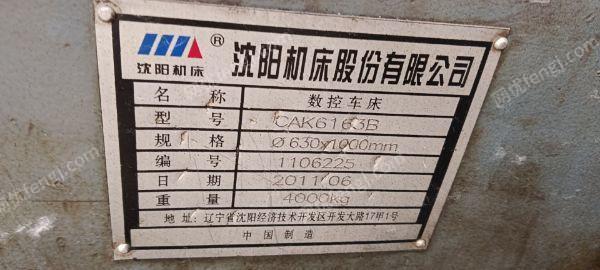 沈阳机床® 沈阳机床股份有限公司
名 称 数控车床
型 号 CAK6163B
规 格 Ø630x1000mm
编 号 1106225
日 期 2011/06
重 量 4000kg
地 址: 辽宁省沈阳经济技术开发区开发大路17甲1号
中 国 制 造